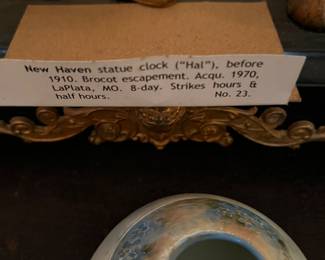 New Haven statue clock ("Hal"), before
1910. Brocot escapement. Acqu. 1970,
LaPlata, MO. 8-day. Strikes hours &
half hours. No. 23.